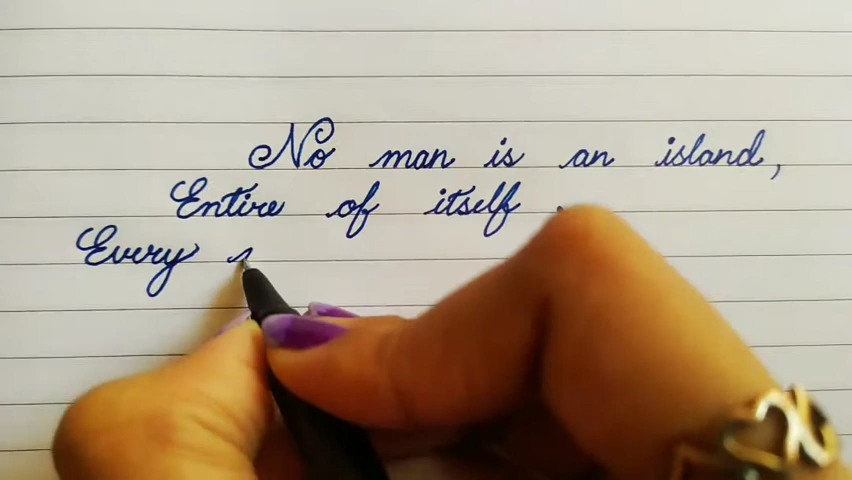 No man is an island,
Entire of itself
Every